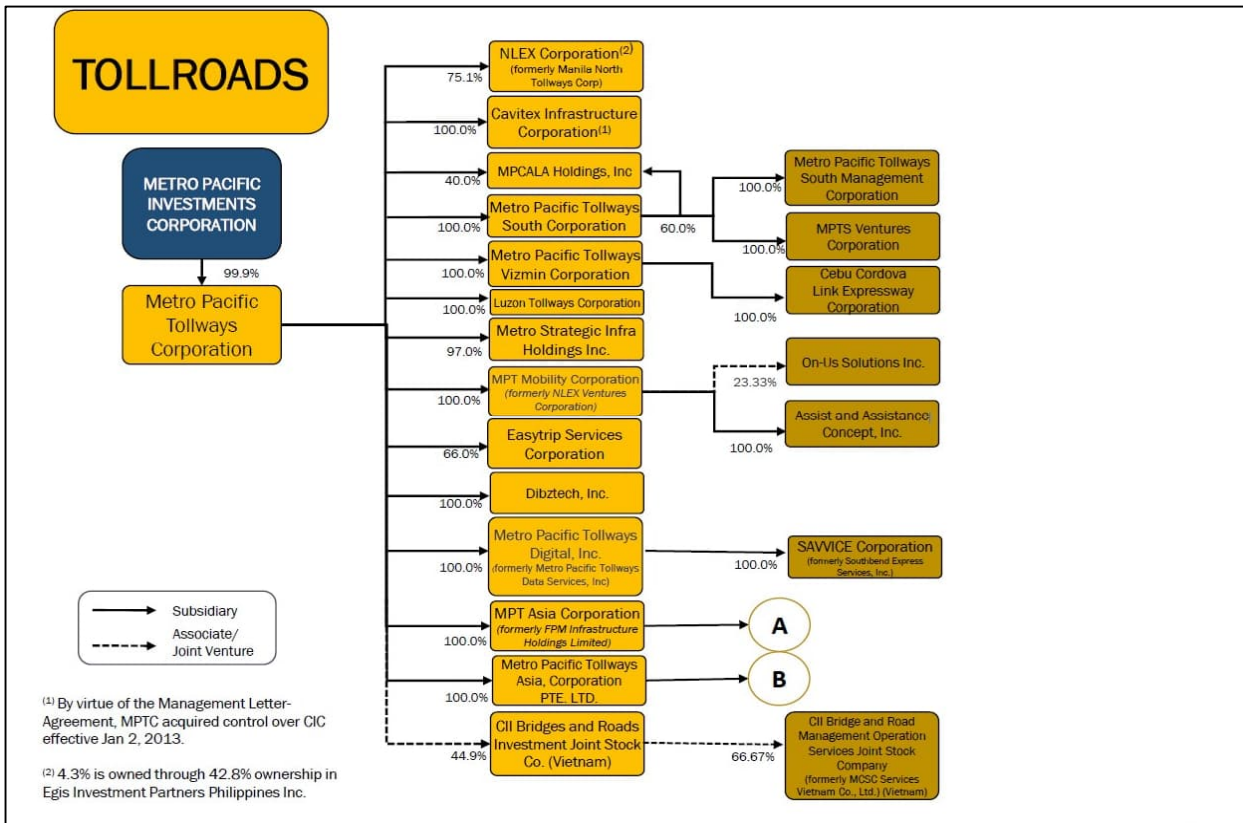 TOLLROADS
METRO PACIFIC
INVESTMENTS
CORPORATION
99.9%
Metro Pacific
Tollways
Corporation
NLEX Corporation(2)
(formerly Manila North
Tollways Corp)
75.1%
Cavitex Infrastructure
Corporation(1)
100.0%
MPCALA Holdings, Inc
40.0%
Metro Pacific Tollways
South Corporation
100.0%
60.0%
Metro Pacific Tollways
South Management
Corporation
100.0%
MPTS Ventures
Corporation
100.0%
Metro Pacific Tollways
Vizmin Corporation
100.0%
Cebu Cordova
Link Expressway
Corporation
100.0%
Luzon Tollways Corporation
100.0%
Metro Strategic Infra
Holdings Inc.
97.0%
MPT Mobility Corporation
(formerly NLEX Ventures
Corporation)
100.0%
On-Us Solutions Inc.
23.33%
Assist and Assistance
Concept, Inc.
100.0%
Easytrip Services
Corporation
66.0%
Dibztech, Inc.
100.0%
Metro Pacific Tollways
Digital, Inc.
(formerly Metro Pacific Tollways
Data Services, Inc)
100.0%
SAVVICE Corporation
(formerly Southbend Express
Services, Inc.)
100.0%
MPT Asia Corporation
(formerly FPM Infrastructure
Holdings Limited)
100.0%
A
Metro Pacific Tollways
Asia, Corporation
PTE. LTD.
100.0%
B
CII Bridges and Roads
Investment Joint Stock
Co. (Vietnam)
44.9%
CII Bridge and Road
Management Operation
Services Joint Stock
Company
(formerly MCSC Services
Vietnam Co., Ltd.) (Vietnam)
66.67%
Subsidiary
Associate/
Joint Venture
(1) By virtue of the Management Letter-
Agreement, MPTC acquired control over CIC
effective Jan 2, 2013.
(2) 4.3% is owned through 42.8% ownership in
Egis Investment Partners Philippines Inc.